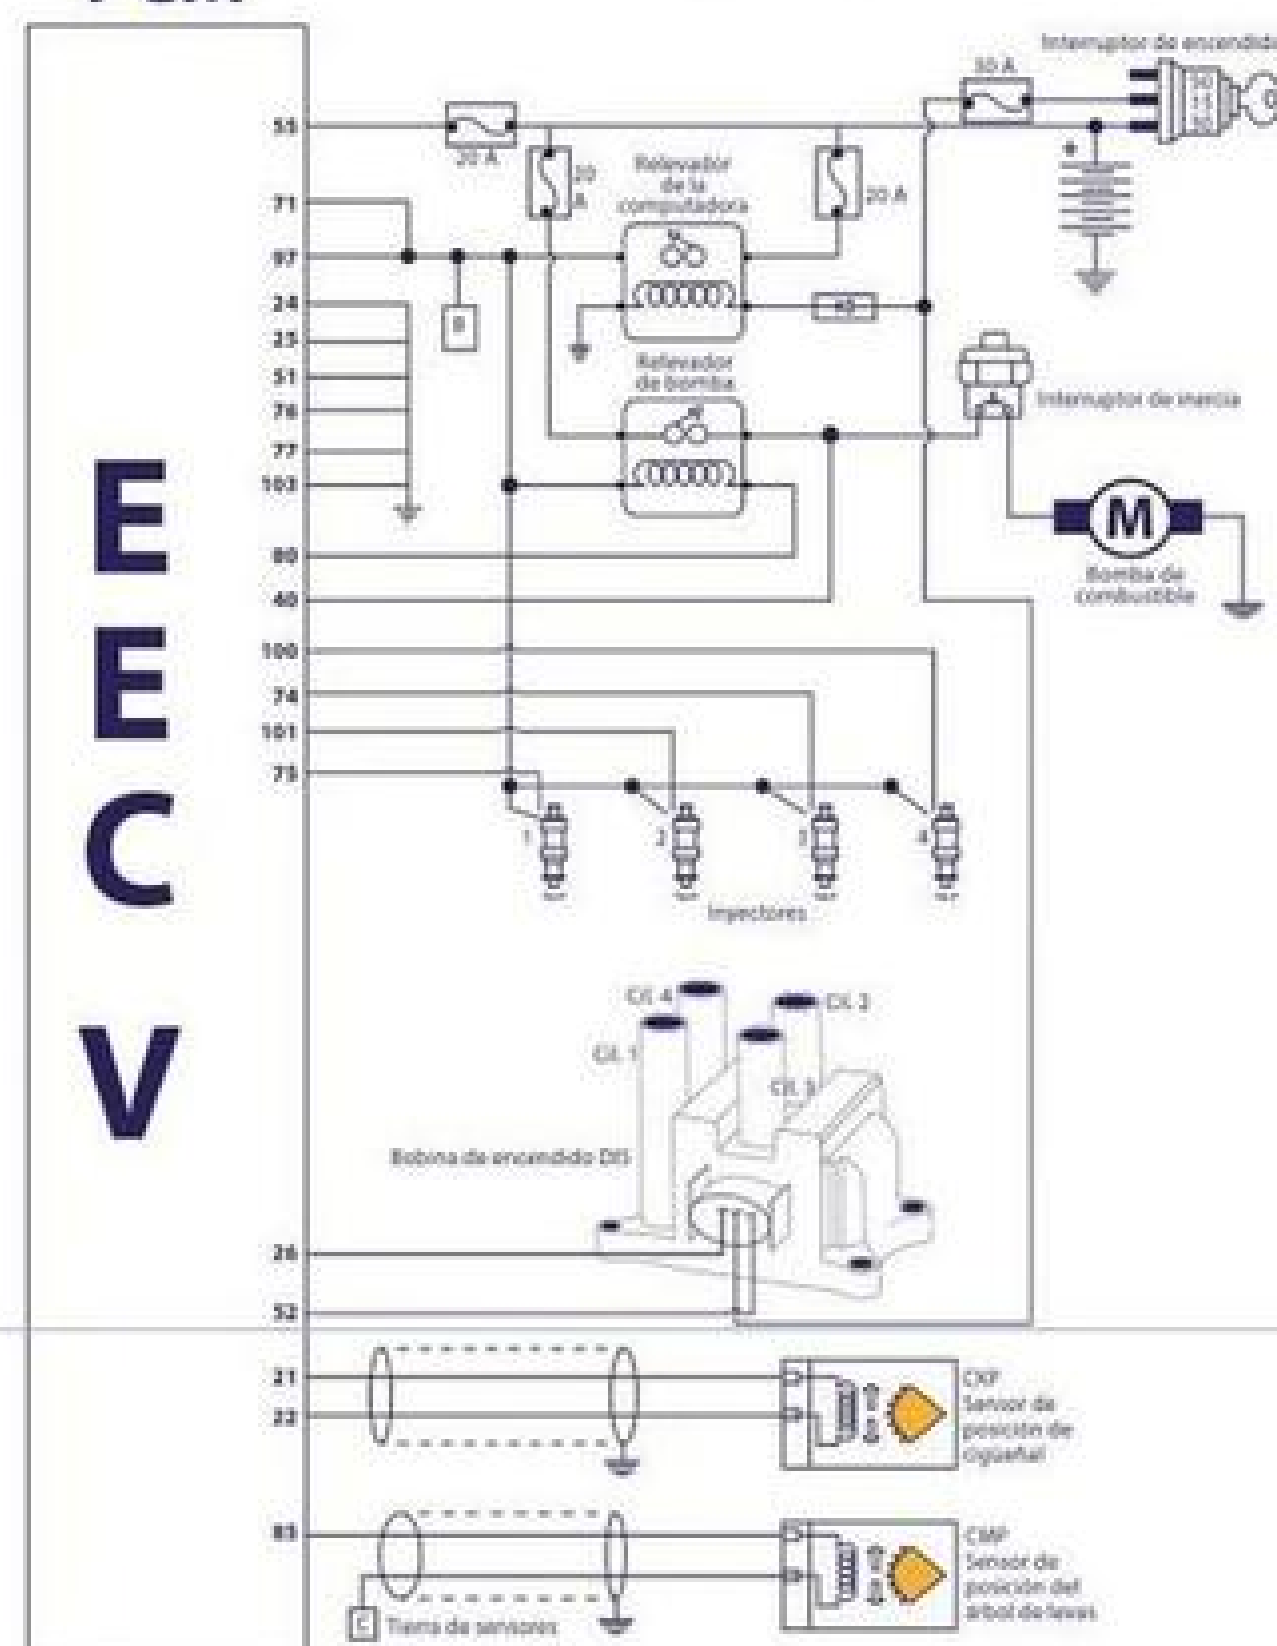 Interruptor de encendido
30 A
55
20 A
20 A
Relevador de la computadora
20 A
71
97
24
B
51
76
77
103
Relevador de bomba
Interruptor de inercia
M
Bomba de combustible
80
40
100
74
101
1
2
3
4
Inyectores
EEC V
CIL 4
CIL 2
CIL 1
CIL 3
Bobina de encendido DIS
26
52
21
22
CKP
Sensor de
posición de
cigüeñal
85
CMP
Sensor de
posición del
árbol de levas
C
Tierra de sensores